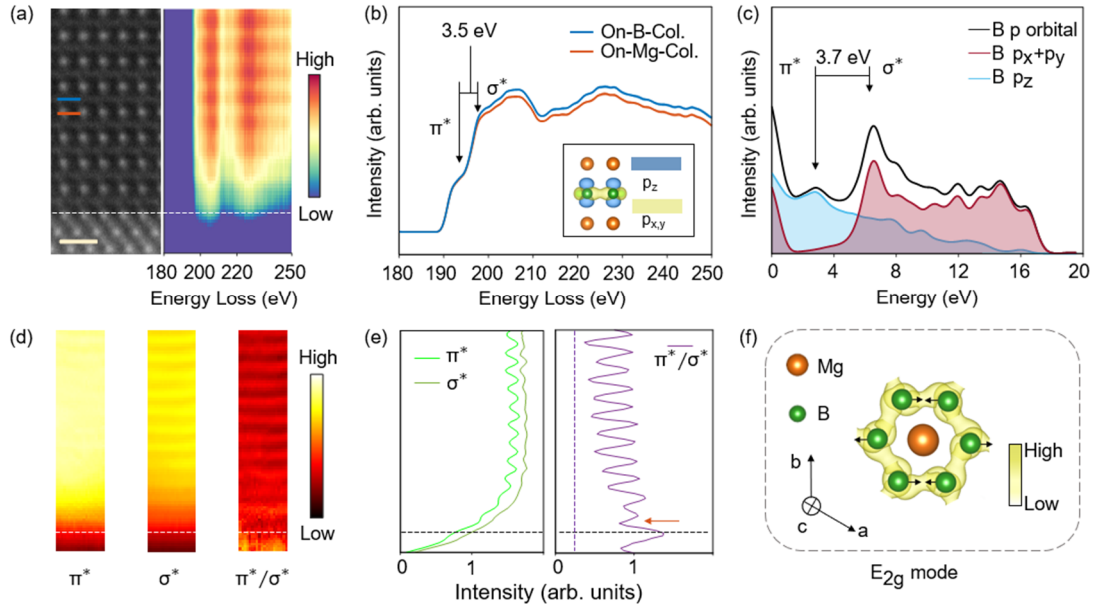 (a)
High
Low
180 200 220 250
Energy Loss (eV)
(b)
3.5 eV
On-B-Col.
On-Mg-Col.
σ*
π*
pz
px,y
Intensity (arb. units)
180 190 200 210 220 230 240 250
Energy Loss (eV)
(c)
B p orbital
B px+py
B pz
π* 3.7 eV σ*
Intensity (arb. units)
0 4 8 12 16 20
Energy (eV)
(d)
High
Low
π* σ* π*/σ*
(e)
π*
σ*
π*/σ*
0 1 1
Intensity (arb. units)
(f)
Mg
B
High
Low
b
c
a
E2g mode